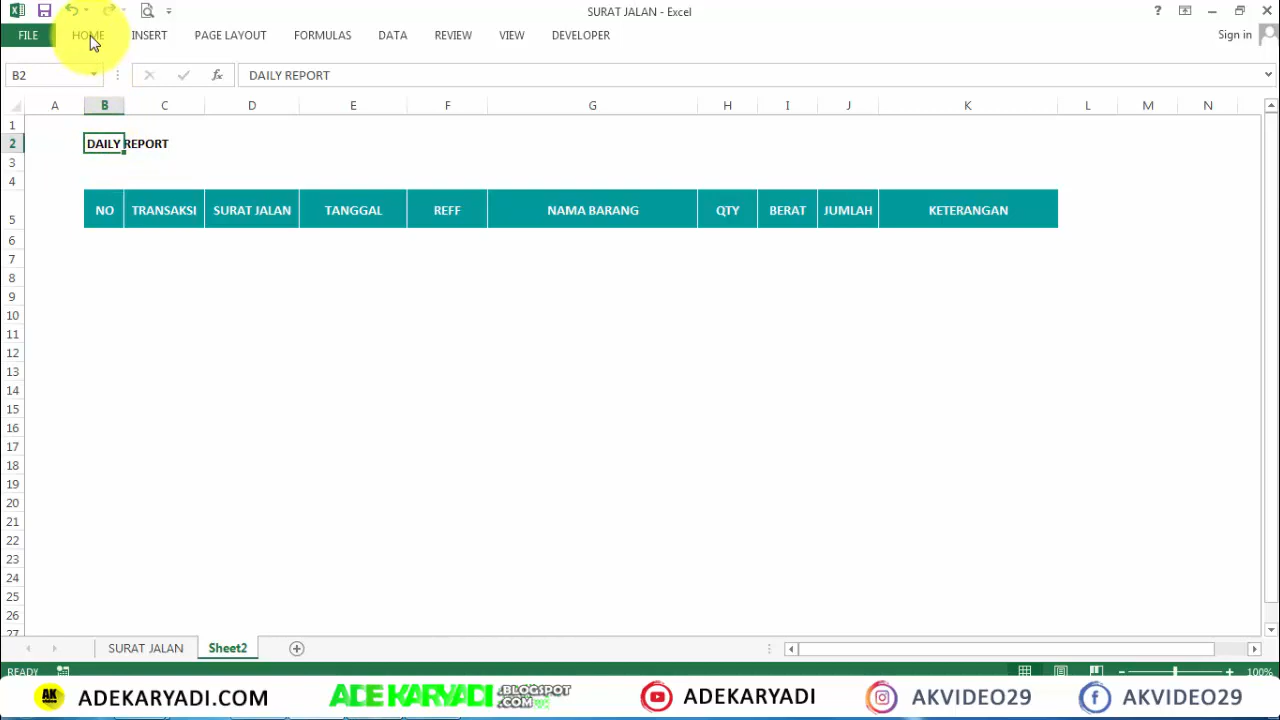 SURAT JALAN - Excel
?
FILE HOME INSERT PAGE LAYOUT FORMULAS DATA REVIEW VIEW DEVELOPER Sign in
B2 fx DAILY REPORT
A B C D E F G H I J K L M N
1
2 DAILY REPORT
3
4
5 NO TRANSAKSI SURAT JALAN TANGGAL REFF NAMA BARANG QTY BERAT JUMLAH KETERANGAN
6
7
8
9
10
11
12
13
14
15
16
17
18
19
20
21
22
23
24
25
26
27
SURAT JALAN Sheet2
READY 100%
AK ADEKARYADI.COM ADE KARYADI .BLOGSPOT .COM ADEKARYADI AKVIDEO29 AKVIDEO29